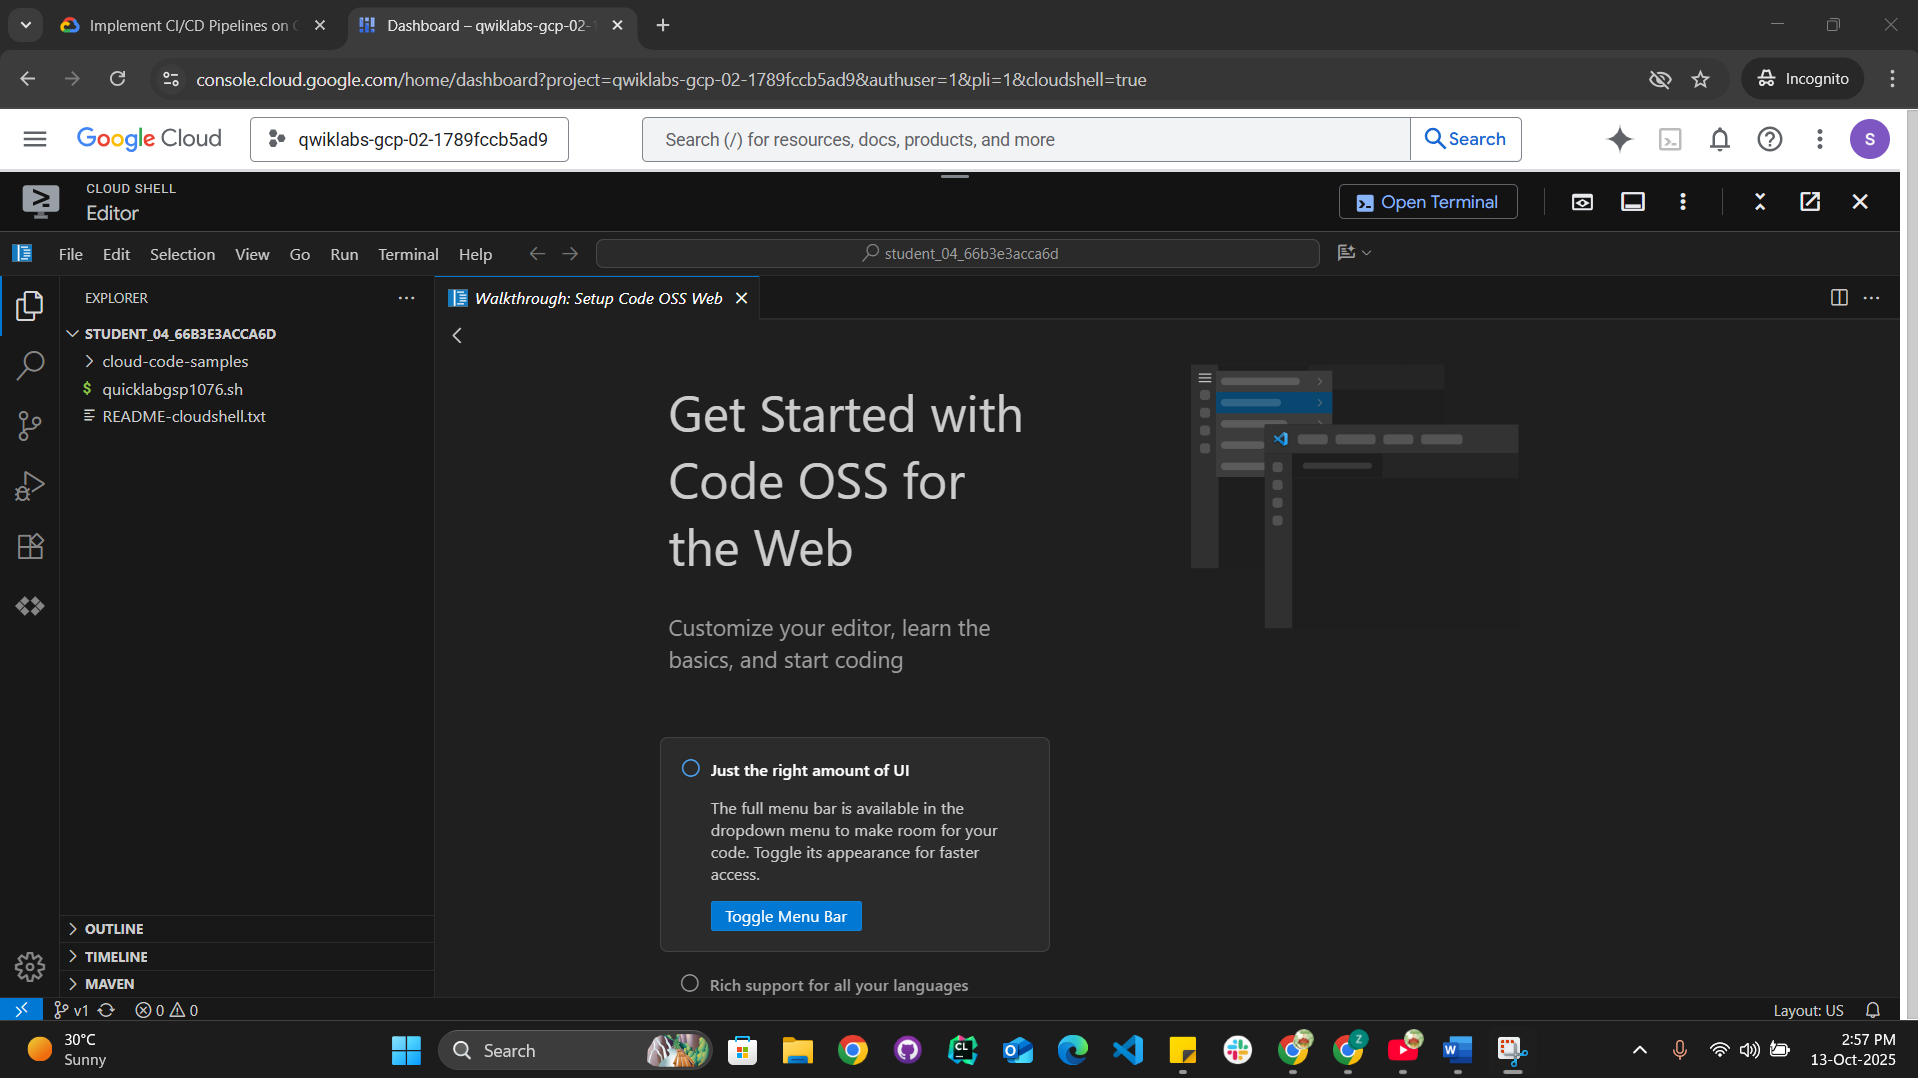 Implement CI/CD Pipelines on
Dashboard – qwiklabs-gcp-02-
console.cloud.google.com/home/dashboard?project=qwiklabs-gcp-02-1789fccb5ad9&authuser=1&pli=1&cloudshell=true
Incognito
Google Cloud
qwiklabs-gcp-02-1789fccb5ad9
Search (/) for resources, docs, products, and more
Search
S
CLOUD SHELL
Editor
Open Terminal
File Edit Selection View Go Run Terminal Help
student_04_66b3e3acca6d
EXPLORER
Walkthrough: Setup Code OSS Web
STUDENT_04_66B3E3ACCA6D
cloud-code-samples
$ quicklabgsp1076.sh
README-cloudshell.txt
Get Started with
Code OSS for
the Web
Customize your editor, learn the
basics, and start coding
Just the right amount of UI
The full menu bar is available in the
dropdown menu to make room for your
code. Toggle its appearance for faster
access.
Toggle Menu Bar
Rich support for all your languages
OUTLINE
TIMELINE
MAVEN
v1 0 0
Layout: US
30°C
Sunny
Search
CL
Z
2:57 PM
13-Oct-2025